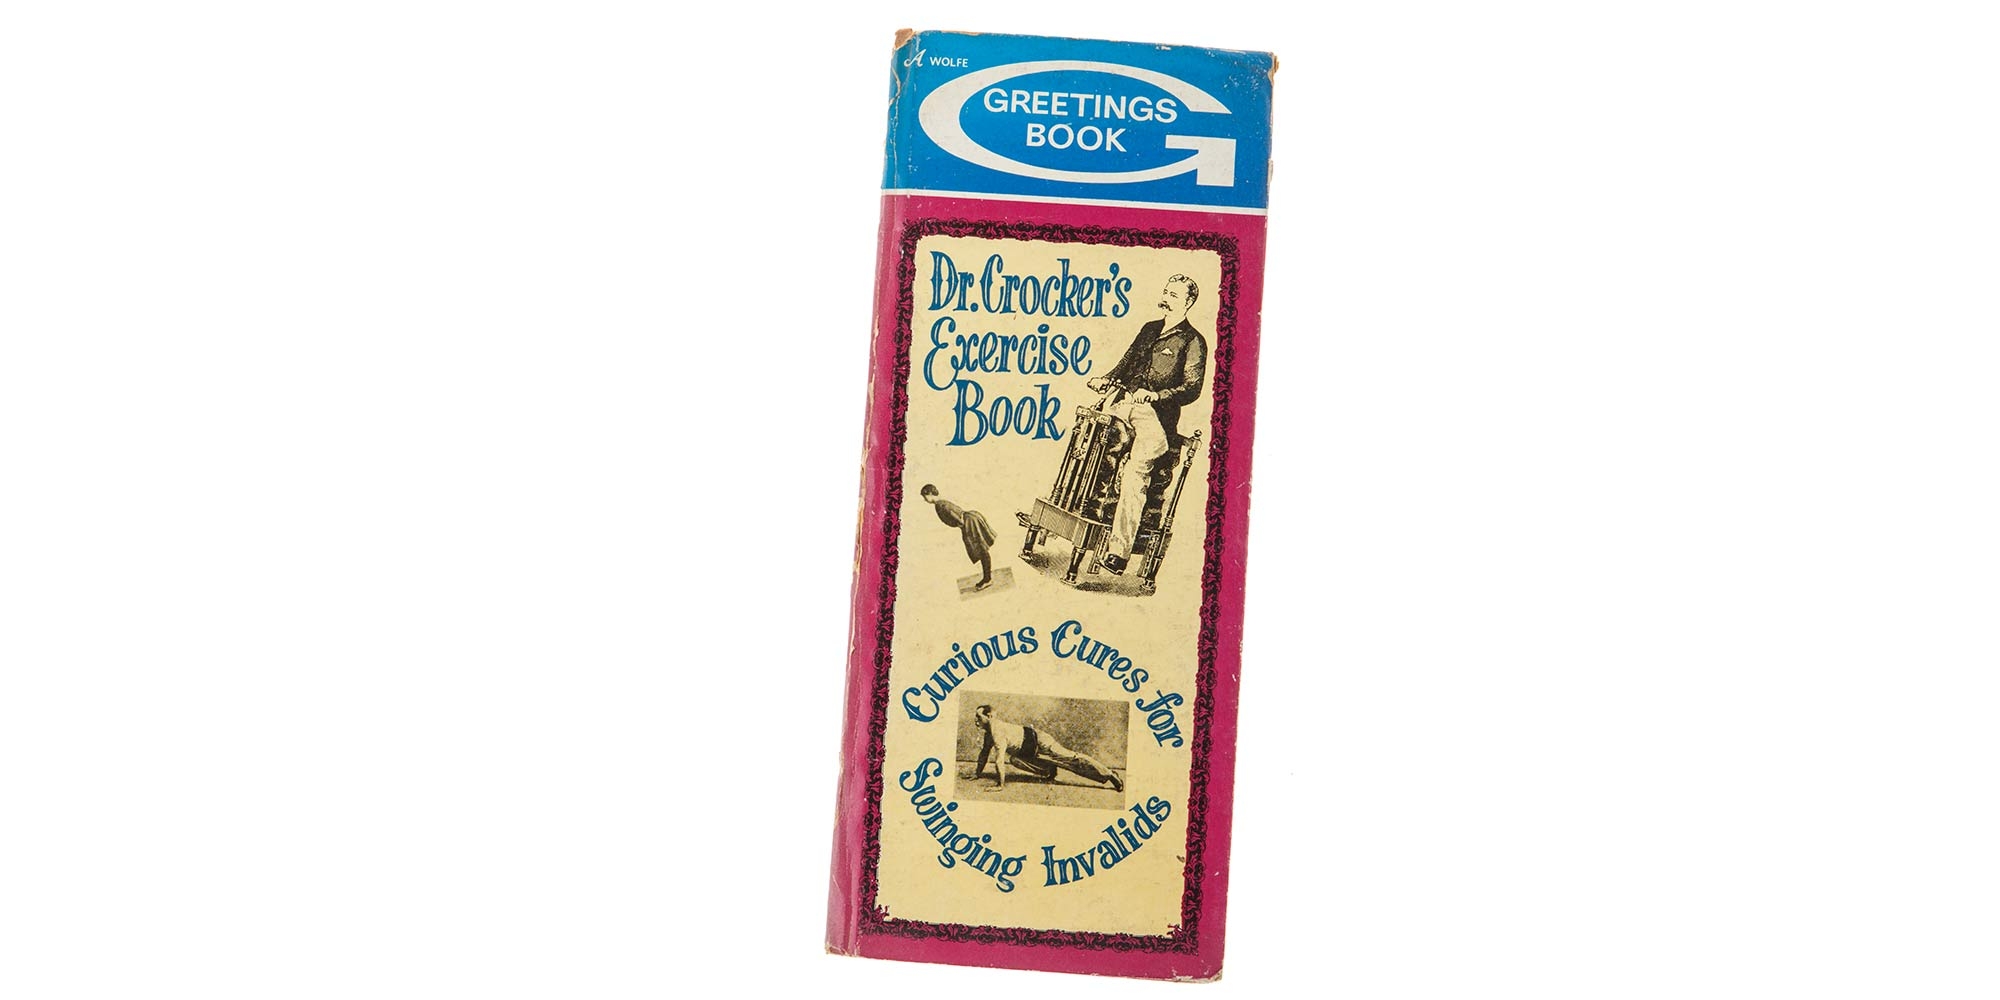 A WOLFE
GREETINGS
BOOK
Dr. Crocker's
Exercise
Book
Curious Cures for
Swinging Invalids